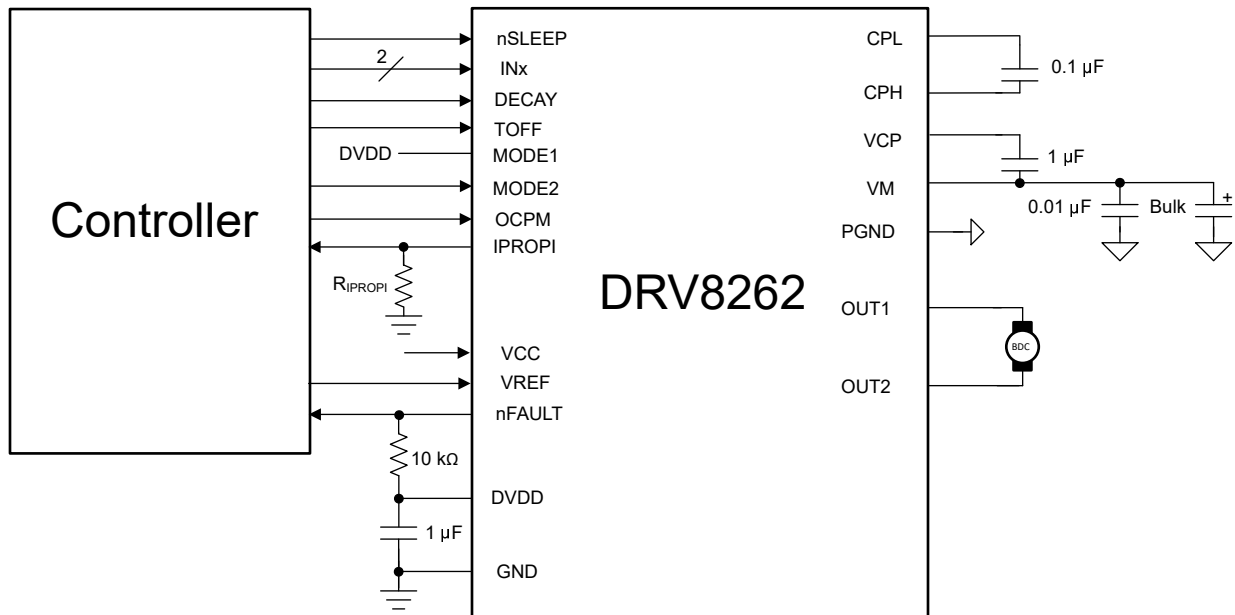 Controller
2
DVDD
R_IPROPI
10 kΩ
1 µF
nSLEEP
INx
DECAY
TOFF
MODE1
MODE2
OCPM
IPROPI
VCC
VREF
nFAULT
DVDD
GND
DRV8262
CPL
CPH
VCP
VM
PGND
OUT1
OUT2
0.1 µF
1 µF
0.01 µF
Bulk
+
BDC